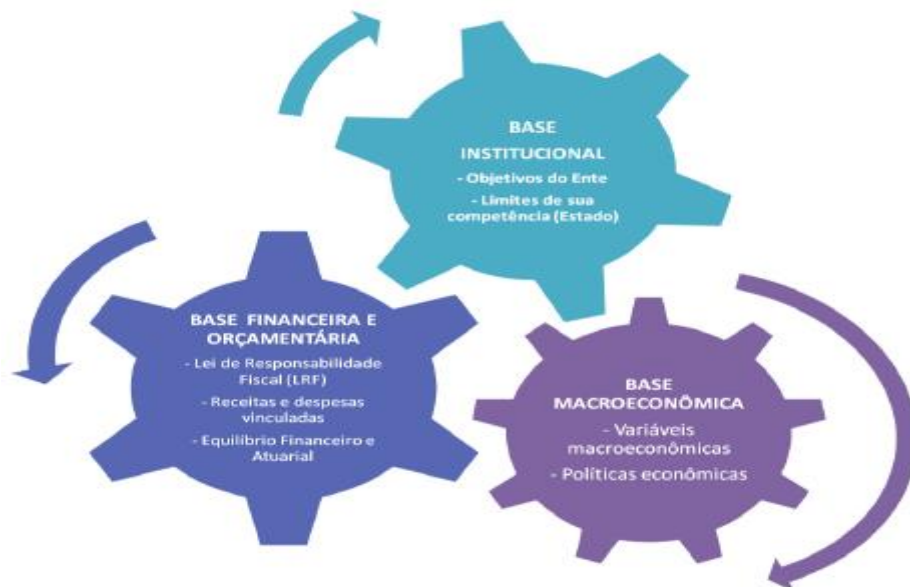 BASE
INSTITUCIONAL
- Objetivos do Ente
- Limites de sua
competência (Estado)
BASE FINANCEIRA E
ORÇAMENTÁRIA
- Lei de Responsabilidade
Fiscal (LRF)
- Receitas e despesas
vinculadas
- Equilíbrio Financeiro e
Atuarial
BASE
MACROECONÔMICA
- Variáveis
macroeconômicas
- Políticas econômicas